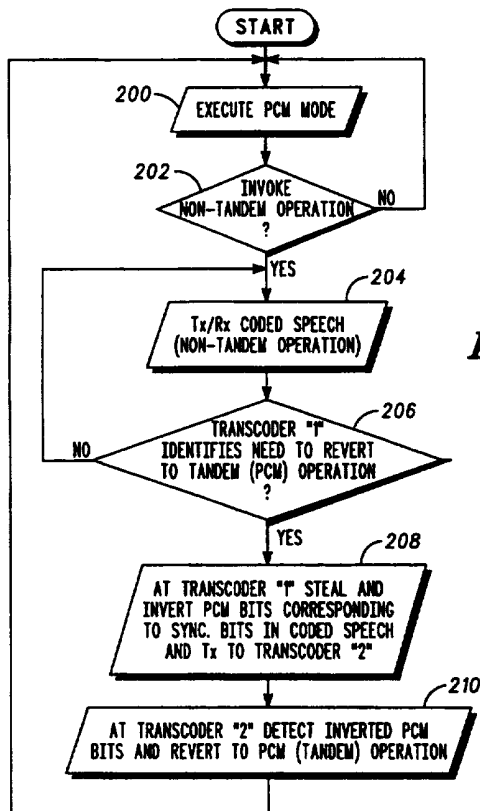 START
200
EXECUTE PCM MODE
202
INVOKE
NON-TANDEM OPERATION
?
NO
YES
204
Tx/Rx CODED SPEECH
(NON-TANDEM OPERATION)
206
TRANSCODER "1"
IDENTIFIES NEED TO REVERT
TO TANDEM (PCM) OPERATION
?
NO
YES
208
AT TRANSCODER "1" STEAL AND
INVERT PCM BITS CORRESPONDING
TO SYNC. BITS IN CODED SPEECH
AND Tx TO TRANSCODER "2"
210
AT TRANSCODER "2" DETECT INVERTED PCM
BITS AND REVERT TO PCM (TANDEM) OPERATION